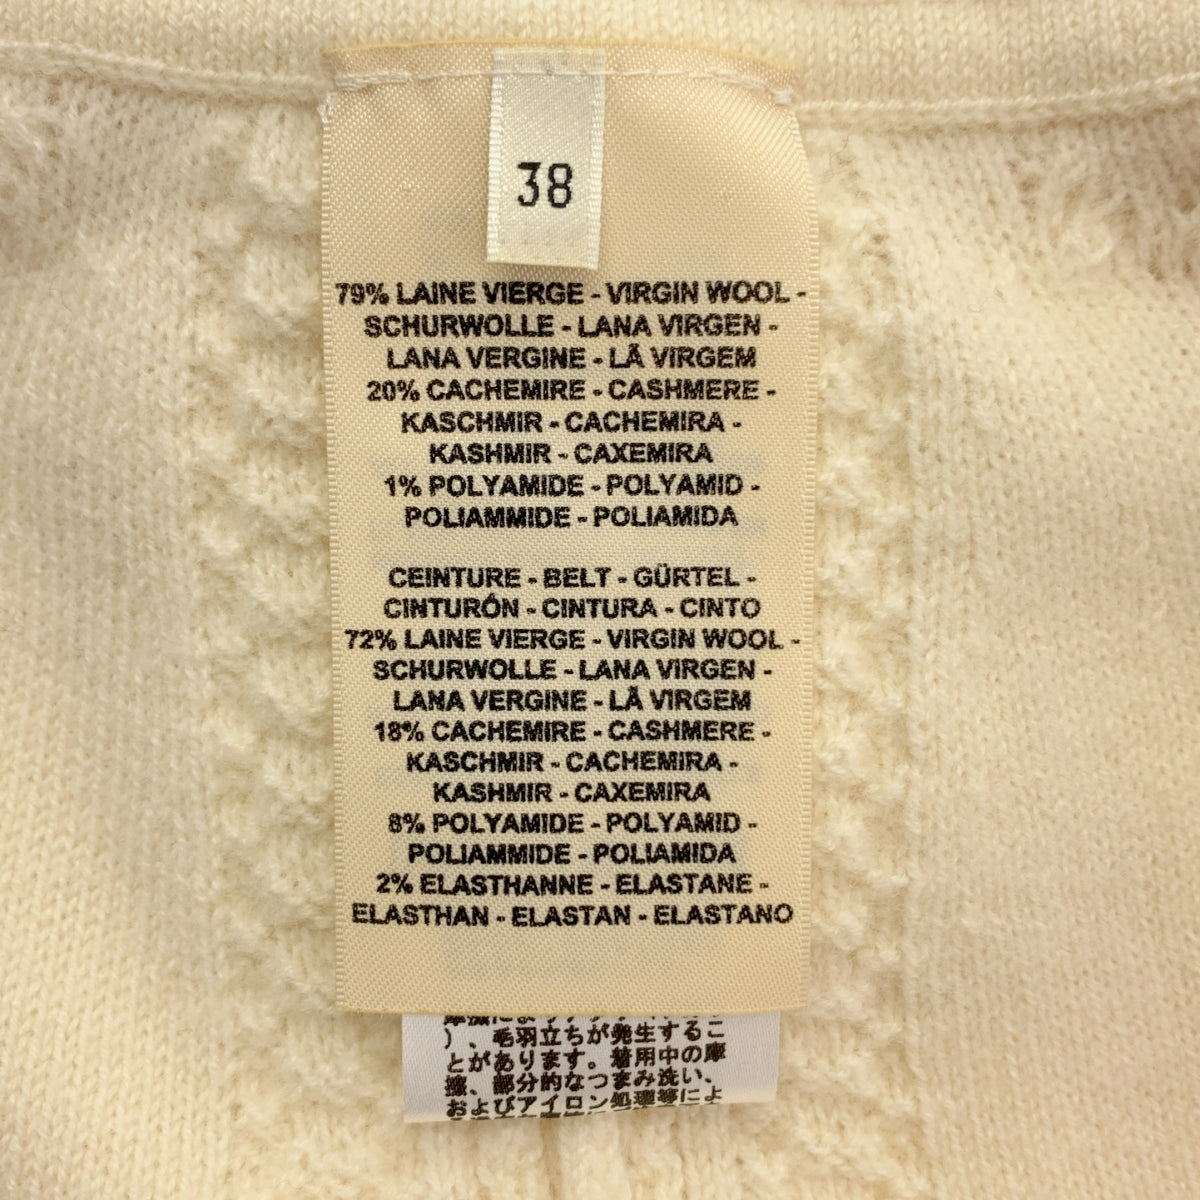 38
79% LAINE VIERGE - VIRGIN WOOL -
SCHURWOLLE - LANA VIRGEN -
LANA VERGINE - LÃ VIRGEM
20% CACHEMIRE - CASHMERE -
KASCHMIR - CACHEMIRA -
KASHMIR - CAXEMIRA
1% POLYAMIDE - POLYAMID -
POLIAMMIDE - POLIAMIDA
CEINTURE - BELT - GÜRTEL -
CINTURÓN - CINTURA - CINTO
72% LAINE VIERGE - VIRGIN WOOL -
SCHURWOLLE - LANA VIRGEN -
LANA VERGINE - LÃ VIRGEM
18% CACHEMIRE - CASHMERE -
KASCHMIR - CACHEMIRA -
KASHMIR - CAXEMIRA
8% POLYAMIDE - POLYAMID -
POLIAMMIDE - POLIAMIDA
2% ELASTHANNE - ELASTANE -
ELASTHAN - ELASTAN - ELASTANO
)、毛羽立ちが発生するこ
とがあります。着用中の摩
擦、部分的なつまみ洗い、
およびアイロン処理等によ